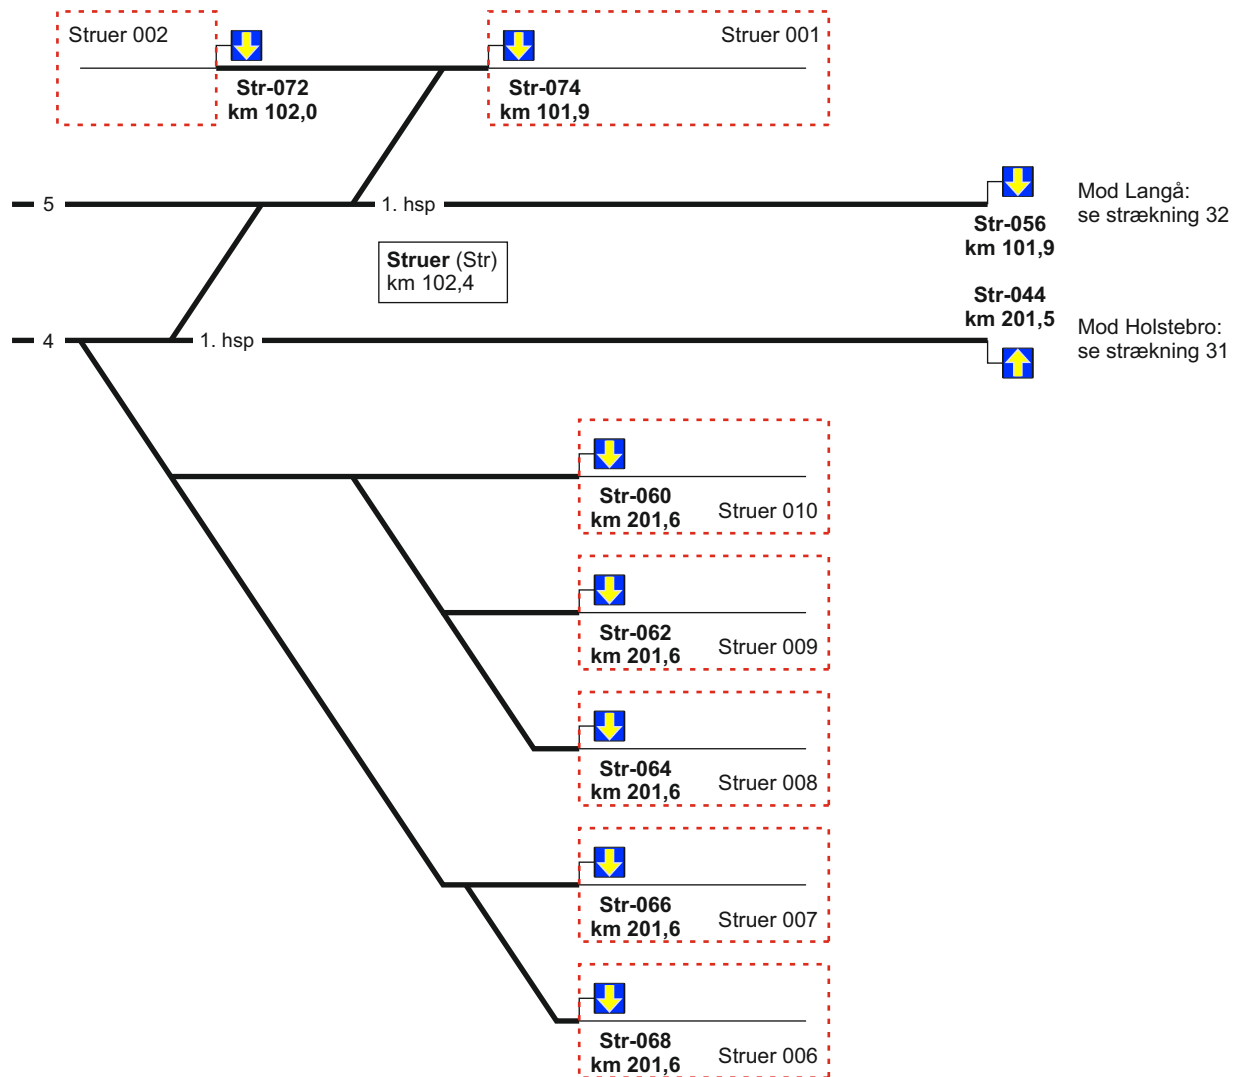 Struer 002
Struer 001
Str-072
km 102,0
Str-074
km 101,9
5
1. hsp
Mod Langå:
se strækning 32
Str-056
km 101,9
Struer (Str)
km 102,4
Str-044
km 201,5
4
1. hsp
Mod Holstebro:
se strækning 31
Str-060
km 201,6
Struer 010
Str-062
km 201,6
Struer 009
Str-064
km 201,6
Struer 008
Str-066
km 201,6
Struer 007
Str-068
km 201,6
Struer 006